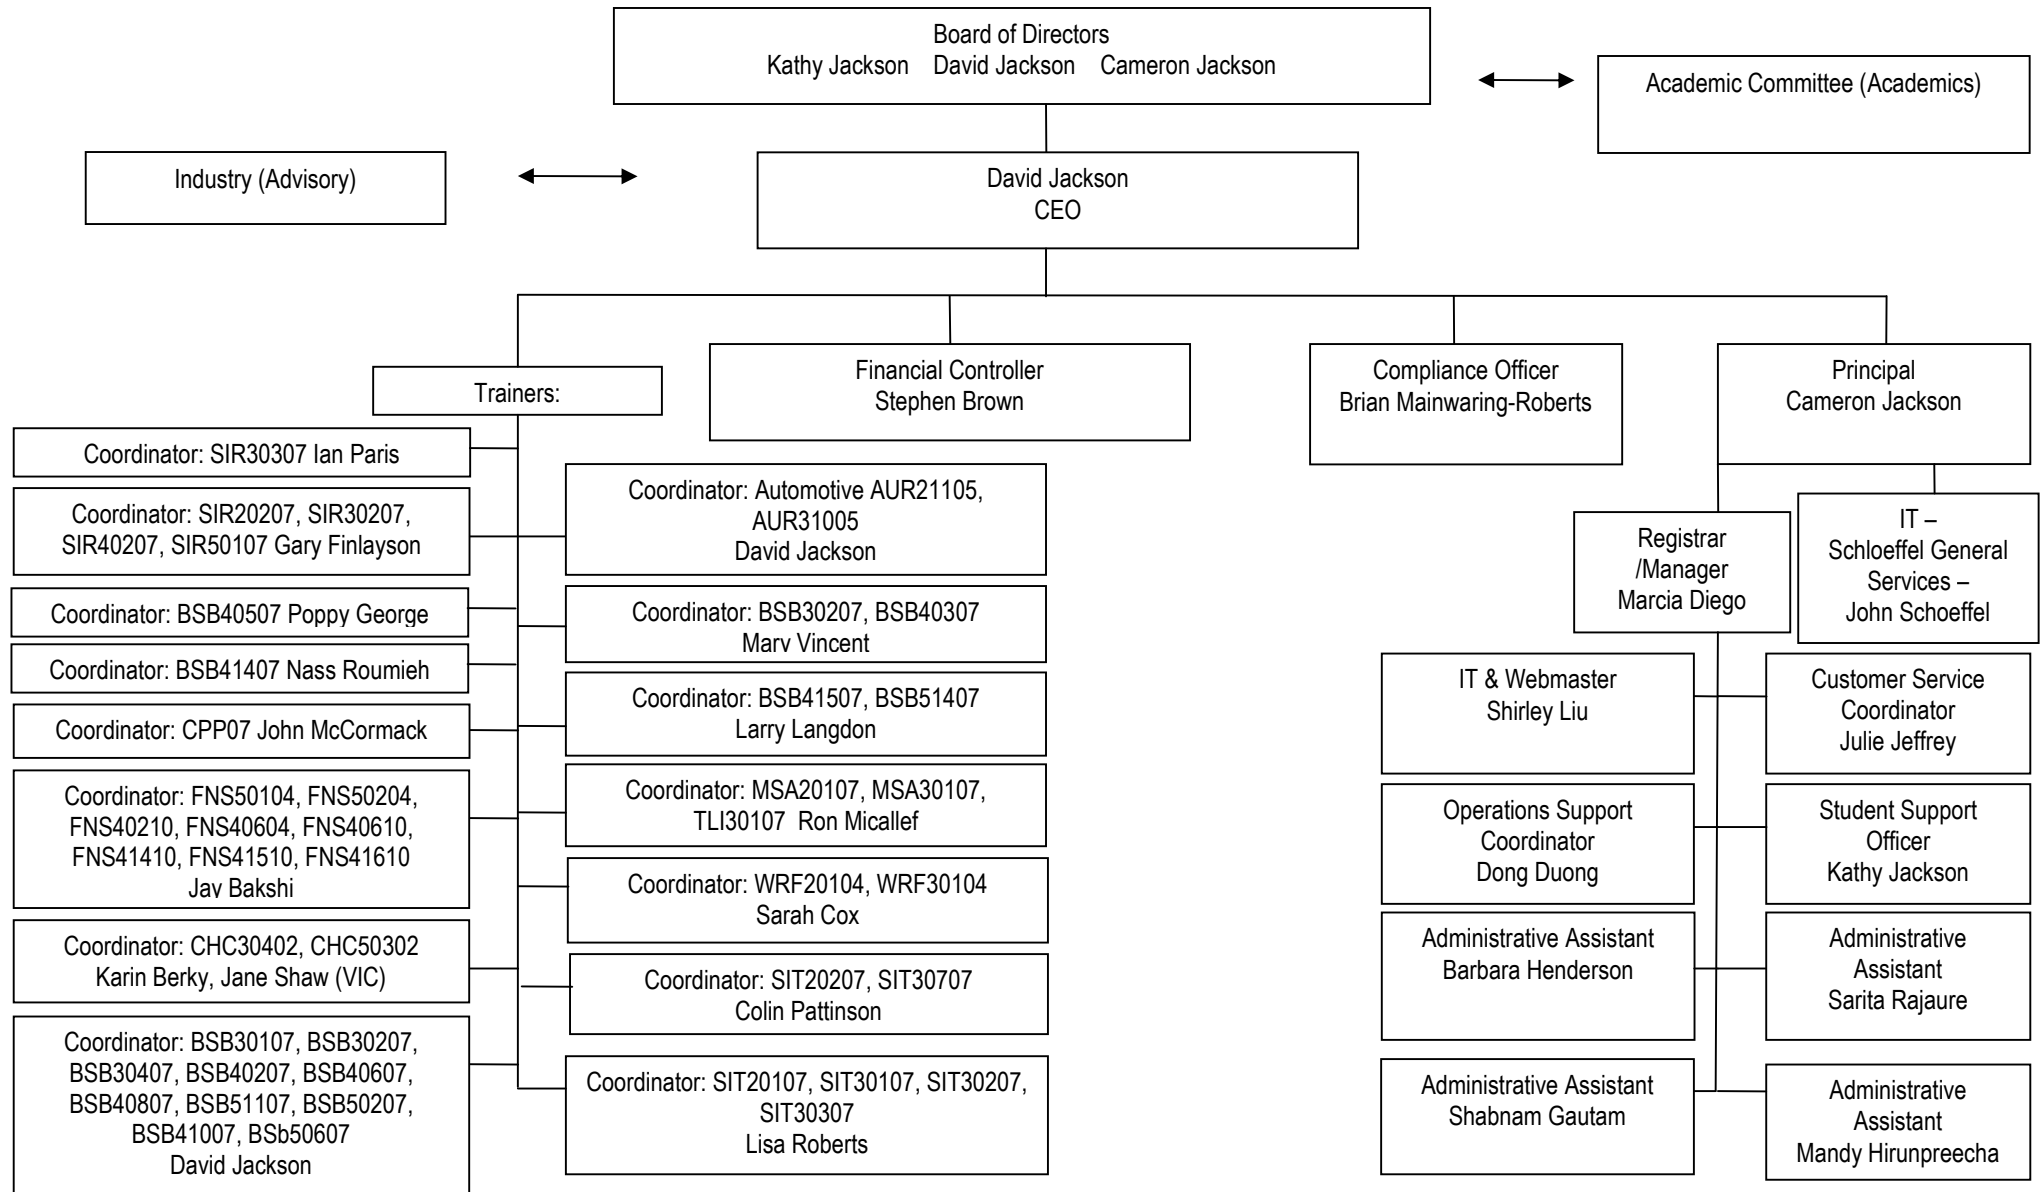 Board of Directors
Kathy Jackson David Jackson Cameron Jackson
Academic Committee (Academics)
Industry (Advisory)
David Jackson
CEO
Trainers:
Financial Controller
Stephen Brown
Compliance Officer
Brian Mainwaring-Roberts
Principal
Cameron Jackson
Coordinator: SIR30307 Ian Paris
Coordinator: SIR20207, SIR30207,
SIR40207, SIR50107 Gary Finlayson
Coordinator: BSB40507 Poppy George
Coordinator: BSB41407 Nass Roumieh
Coordinator: CPP07 John McCormack
Coordinator: FNS50104, FNS50204,
FNS40210, FNS40604, FNS40610,
FNS41410, FNS41510, FNS41610
Jay Bakshi
Coordinator: CHC30402, CHC50302
Karin Berky, Jane Shaw (VIC)
Coordinator: BSB30107, BSB30207,
BSB30407, BSB40207, BSB40607,
BSB40807, BSB51107, BSB50207,
BSB41007, BSb50607
David Jackson
Coordinator: Automotive AUR21105,
AUR31005
David Jackson
Coordinator: BSB30207, BSB40307
Mary Vincent
Coordinator: BSB41507, BSB51407
Larry Langdon
Coordinator: MSA20107, MSA30107,
TLI30107 Ron Micallef
Coordinator: WRF20104, WRF30104
Sarah Cox
Coordinator: SIT20207, SIT30707
Colin Pattinson
Coordinator: SIT20107, SIT30107, SIT30207,
SIT30307
Lisa Roberts
Registrar
/Manager
Marcia Diego
IT –
Schloeffel General
Services –
John Schoeffel
IT & Webmaster
Shirley Liu
Customer Service
Coordinator
Julie Jeffrey
Operations Support
Coordinator
Dong Duong
Student Support
Officer
Kathy Jackson
Administrative Assistant
Barbara Henderson
Administrative
Assistant
Sarita Rajaure
Administrative Assistant
Shabnam Gautam
Administrative
Assistant
Mandy Hirunpreecha